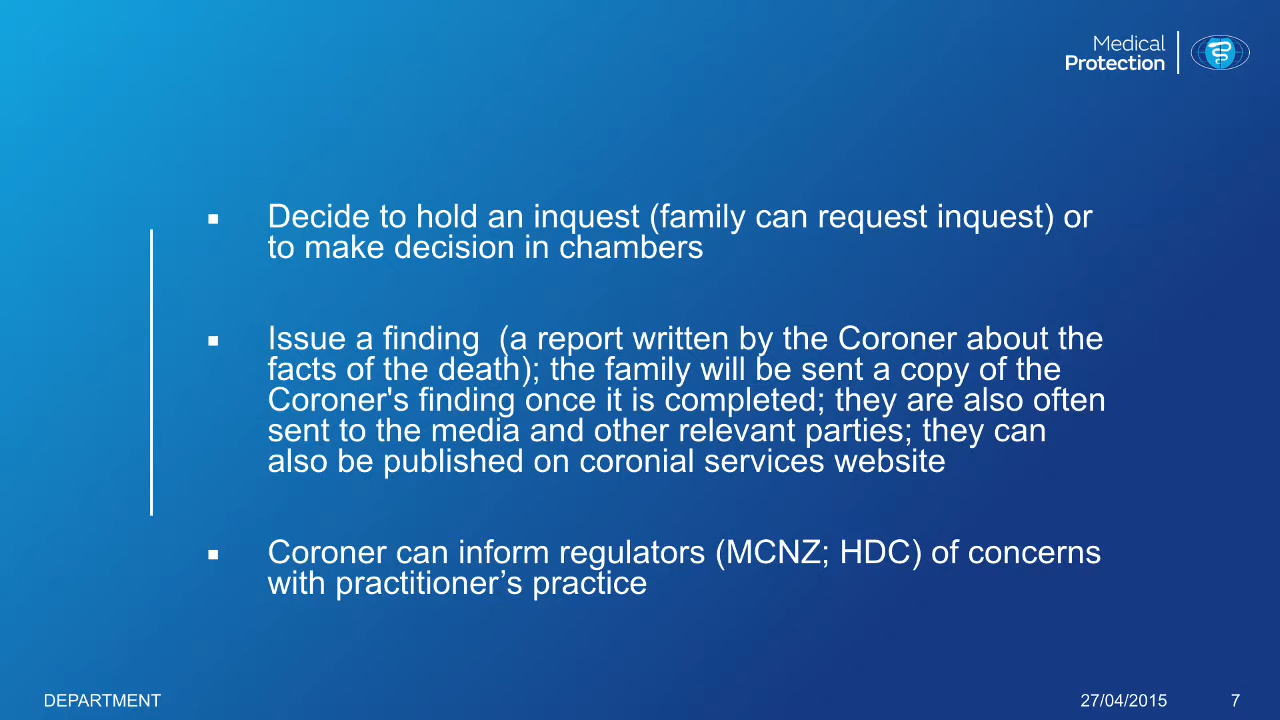 Medical
Protection
▪ Decide to hold an inquest (family can request inquest) or
to make decision in chambers
▪ Issue a finding  (a report written by the Coroner about the
facts of the death); the family will be sent a copy of the
Coroner's finding once it is completed; they are also often
sent to the media and other relevant parties; they can
also be published on coronial services website
▪ Coroner can inform regulators (MCNZ; HDC) of concerns
with practitioner’s practice
DEPARTMENT 27/04/2015 7